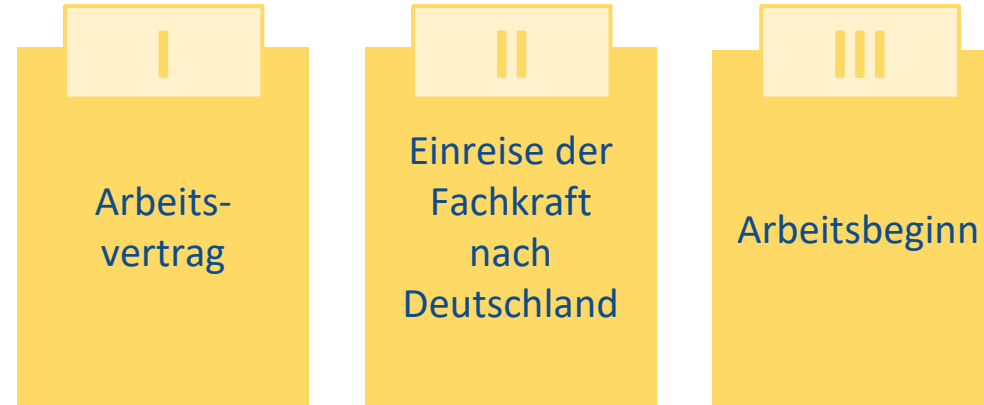 I
Arbeits-
vertrag
II
Einreise der
Fachkraft
nach
Deutschland
III
Arbeitsbeginn